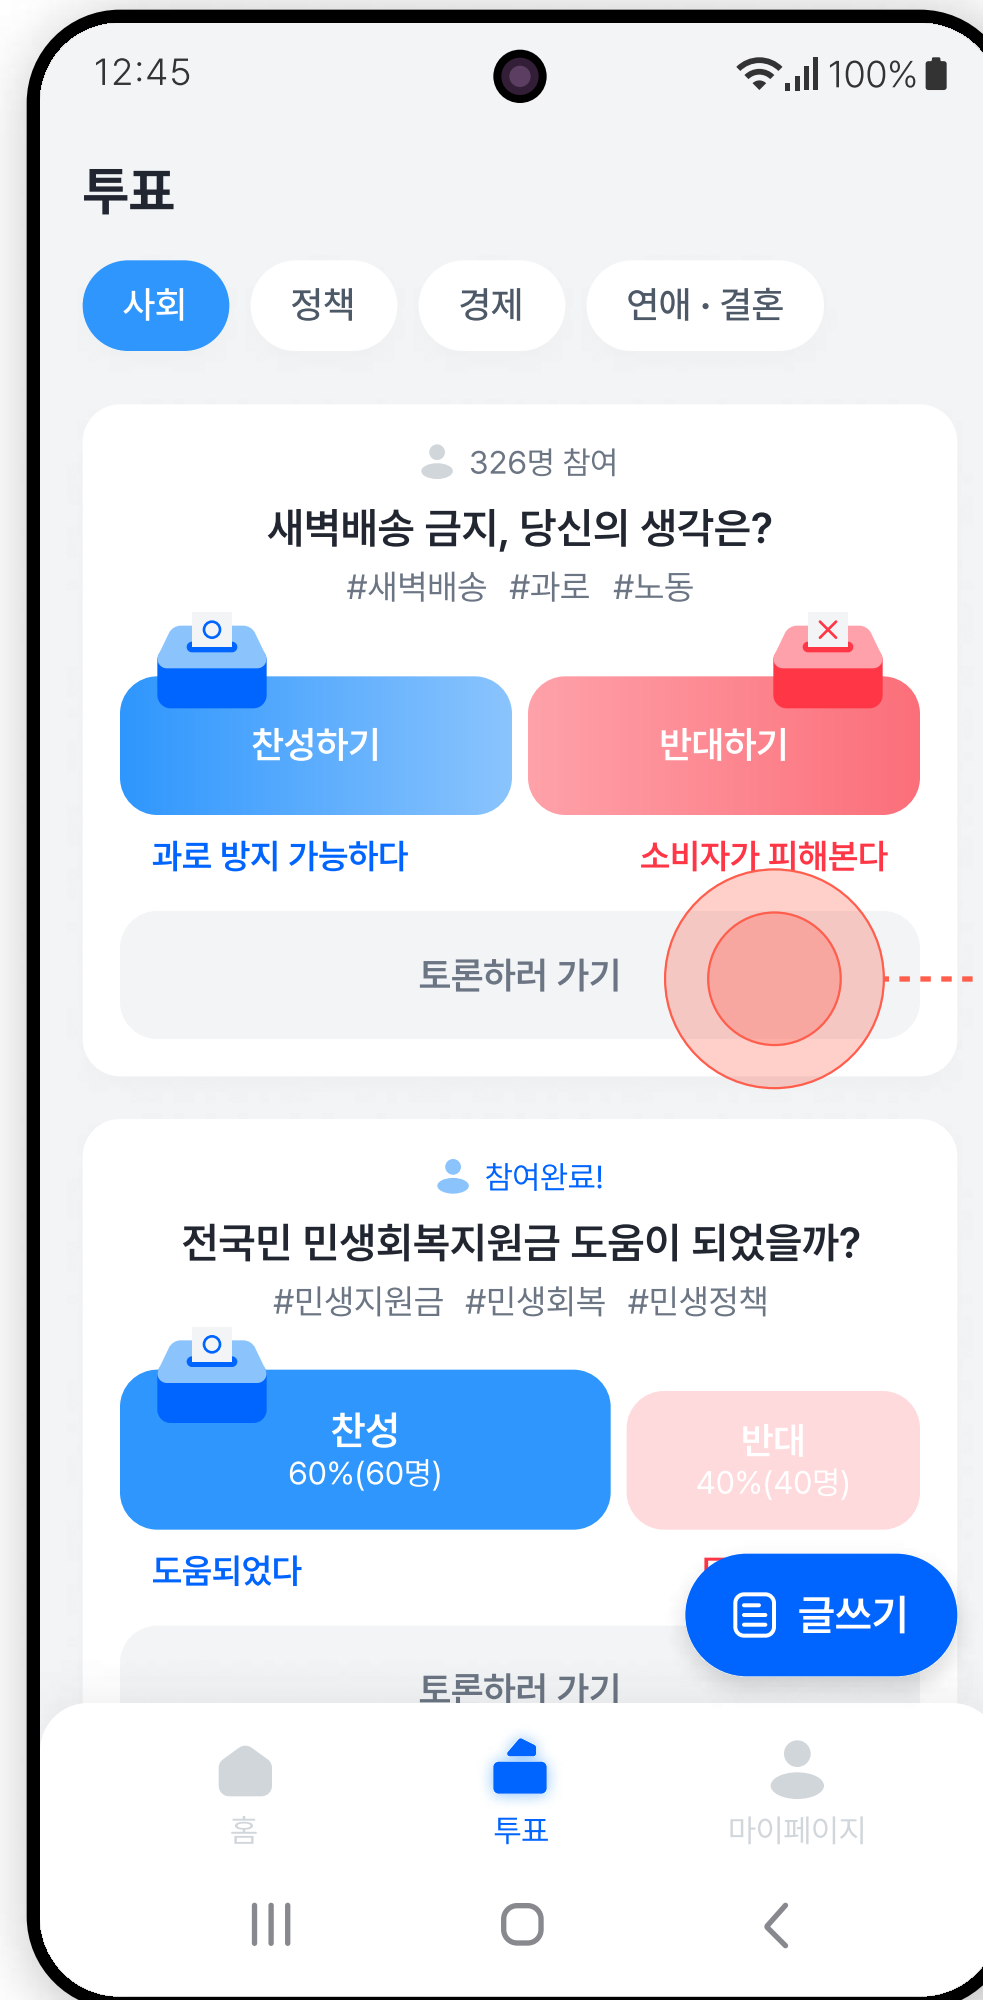 12:45 100%
투표
사회 정책 경제 연애 · 결혼
326명 참여
새벽배송 금지, 당신의 생각은?
#새벽배송 #과로 #노동
찬성하기 반대하기
과로 방지 가능하다 소비자가 피해본다
토론하러 가기
참여완료!
전국민 민생회복지원금 도움이 되었을까?
#민생지원금 #민생회복 #민생정책
찬성 반대
60%(60명) 40%(40명)
도움되었다
글쓰기
토론하러 가기
홈 투표 마이페이지